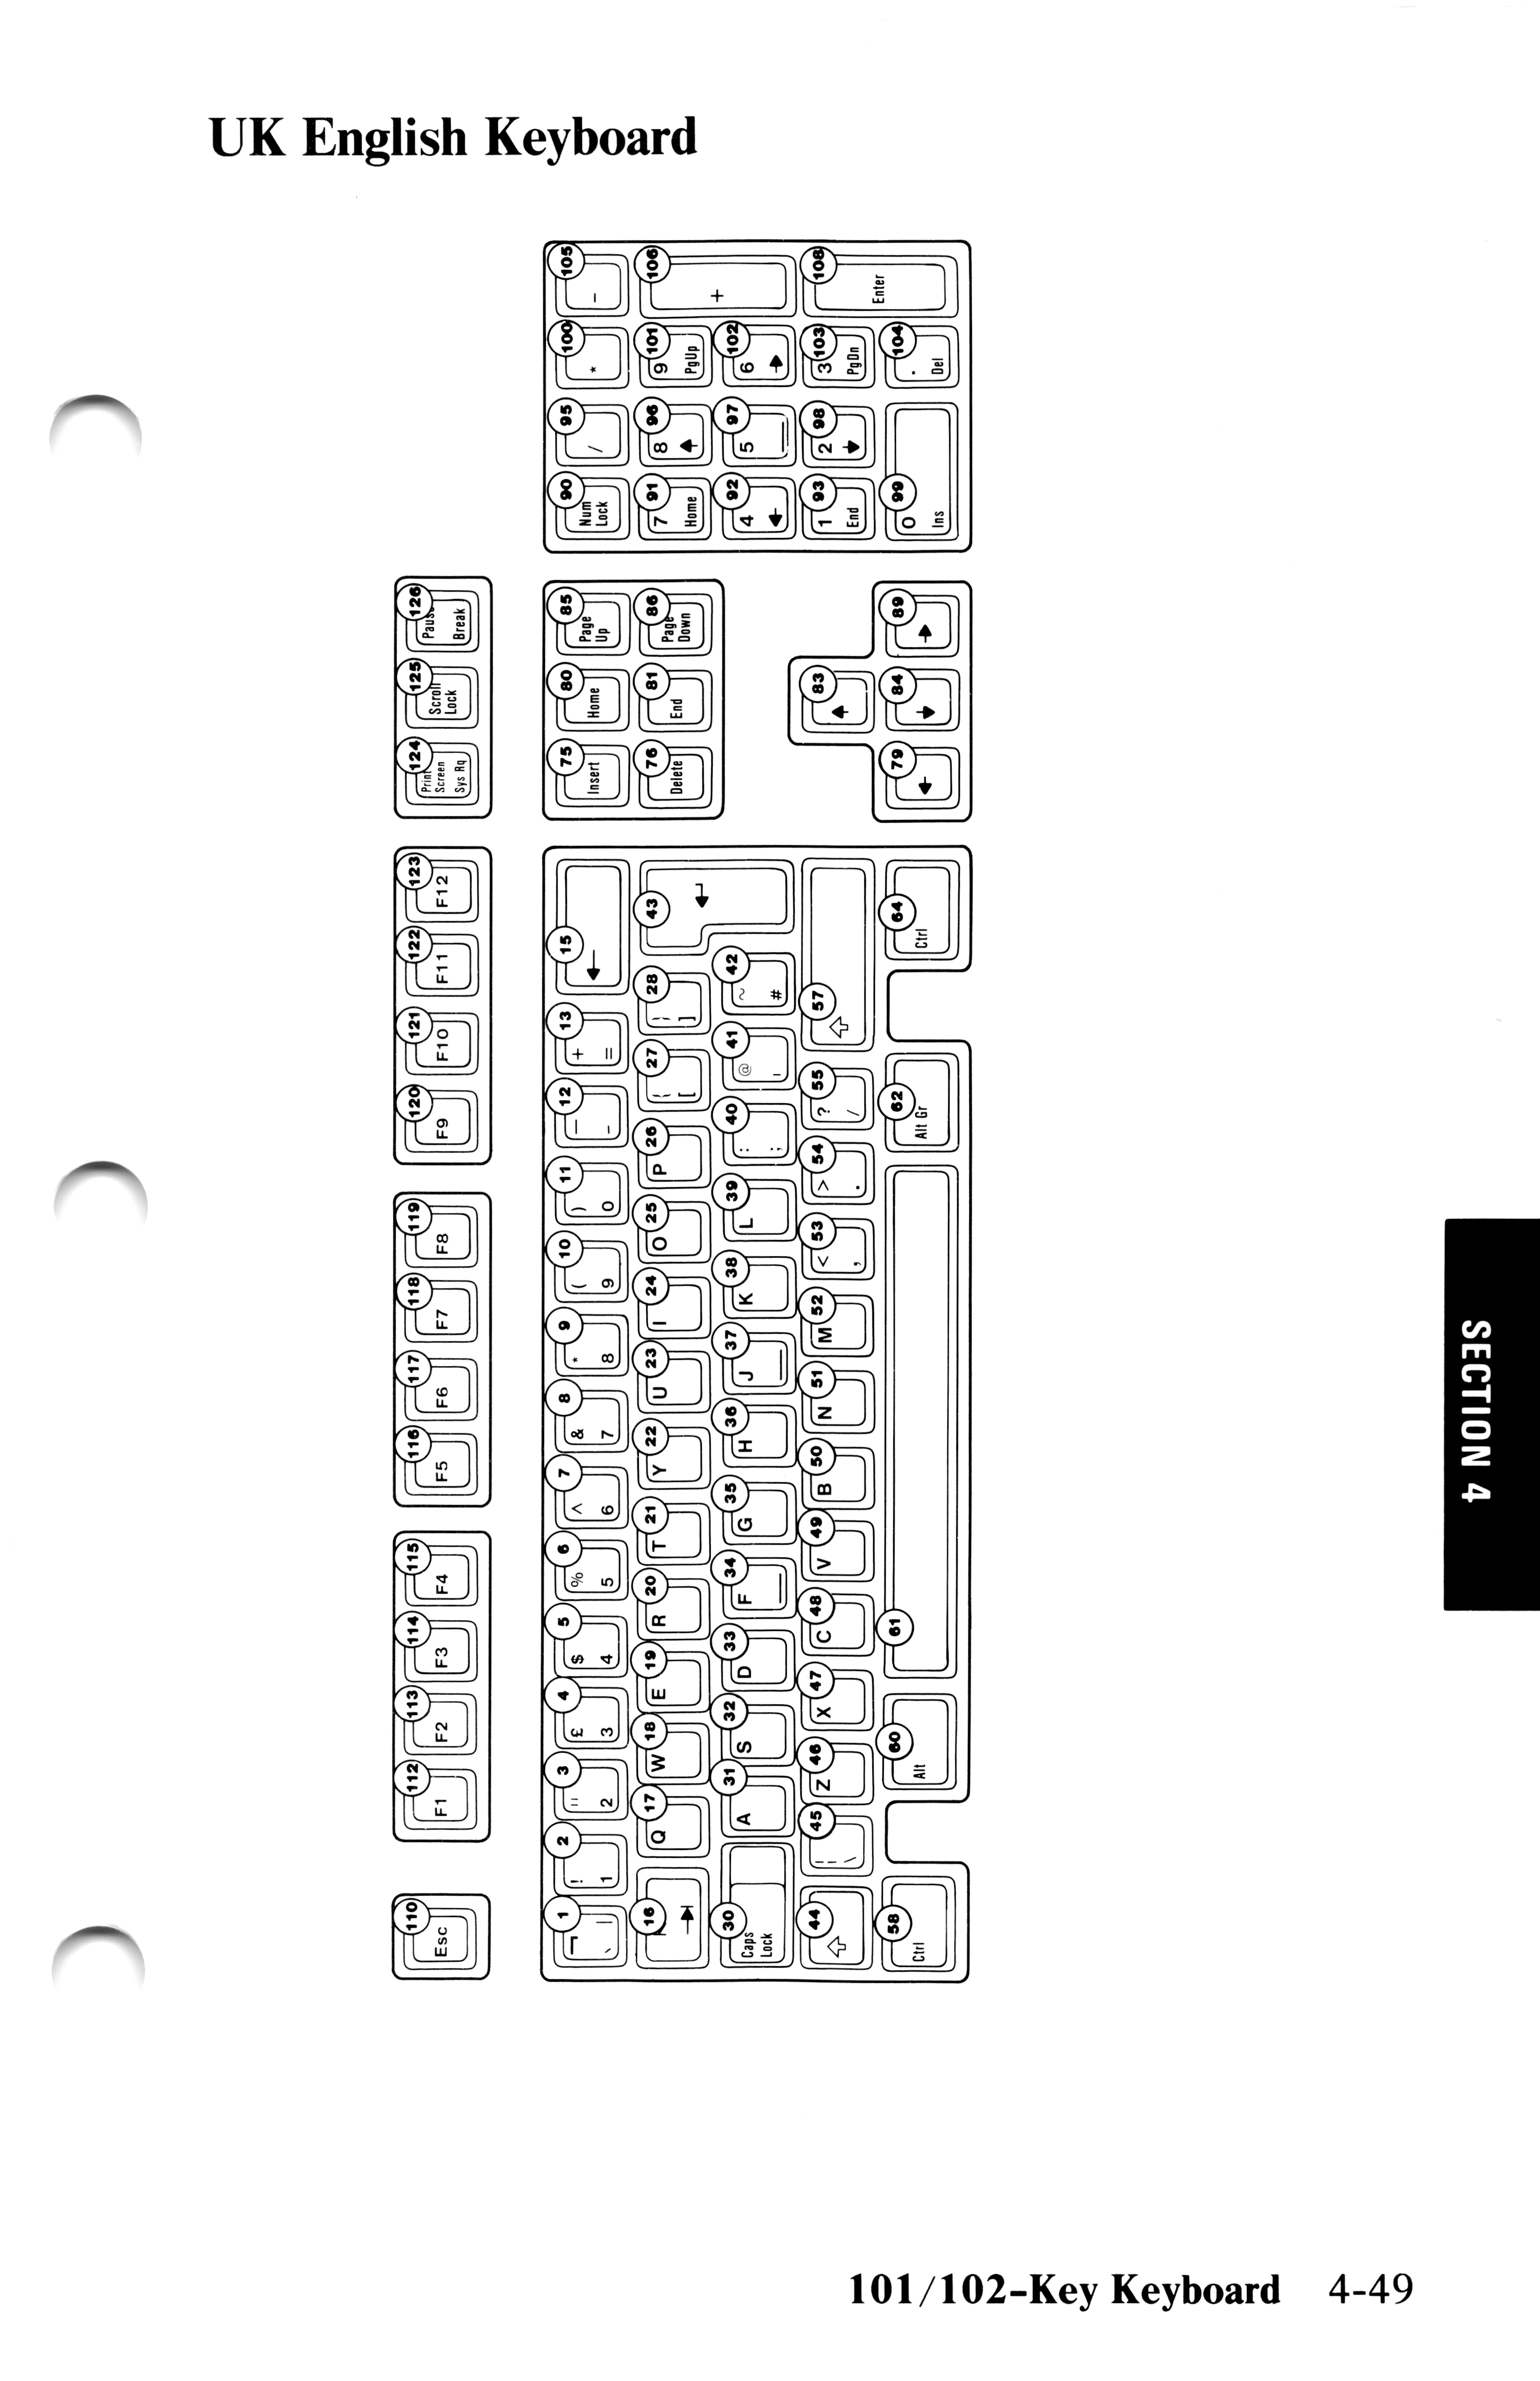 UK English Keyboard
110 Esc
112 F1 113 F2 114 F3 115 F4
116 F5 117 F6 118 F7 119 F8
120 F9 121 F10 122 F11 123 F12
124 Print Screen Sys Rq 125 Scroll Lock 126 Pause Break
1 ¬ ` | 2 ! 1 3 " 2 4 £ 3 5 $ 4 6 % 5 7 ^ 6 8 & 7 9 * 8 10 ( 9 11 ) 0 12 _ - 13 + = 15 ←
75 Insert 80 Home 85 Page Up
90 Num Lock 95 / 100 * 105 -
16 17 Q 18 W 19 E 20 R 21 T 22 Y 23 U 24 I 25 O 26 P 27 { [ 28 } ] 43 ↵
76 Delete 81 End 86 Page Down
91 7 Home 96 8 ↑ 101 9 PgUp 106 +
30 Caps Lock 31 A 32 S 33 D 34 F 35 G 36 H 37 J 38 K 39 L 40 : ; 41 @ ' 42 ~ #
92 4 ← 97 5 102 6 →
44 ⇧ 45 ¦ \ 46 Z 47 X 48 C 49 V 50 B 51 N 52 M 53 < , 54 > . 55 ? / 57 ⇧
83 ↑
93 1 End 98 2 ↓ 103 3 PgDn 108 Enter
58 Ctrl 60 Alt 61 62 Alt Gr 64 Ctrl
79 ← 84 ↓ 89 →
99 0 Ins 104 . Del
SECTION 4
101/102-Key Keyboard 4-49